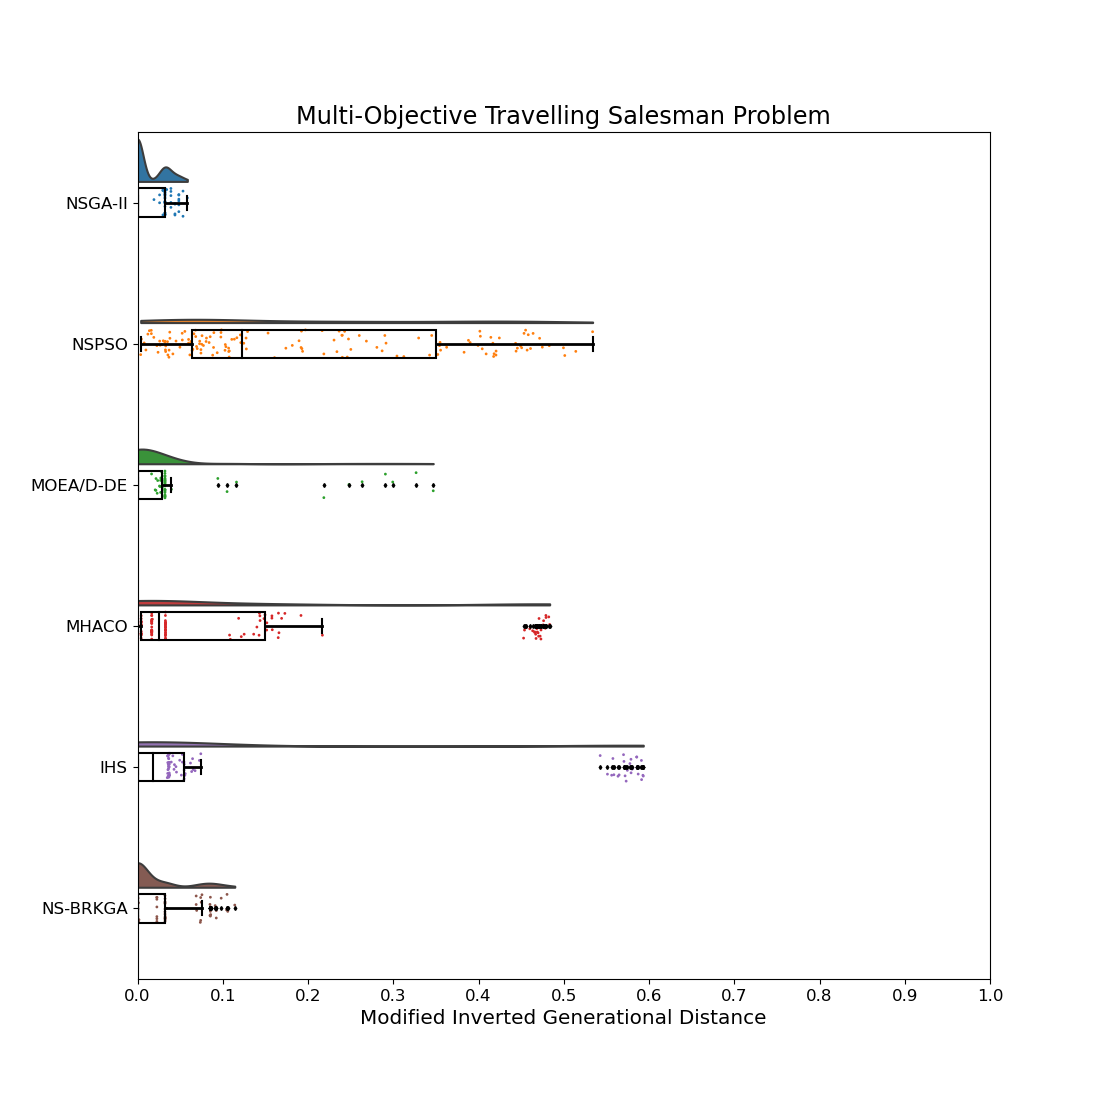 Multi-Objective Travelling Salesman Problem
NSGA-II
NSPSO
MOEA/D-DE
MHACO
IHS
NS-BRKGA
0.0 0.1 0.2 0.3 0.4 0.5 0.6 0.7 0.8 0.9 1.0
Modified Inverted Generational Distance